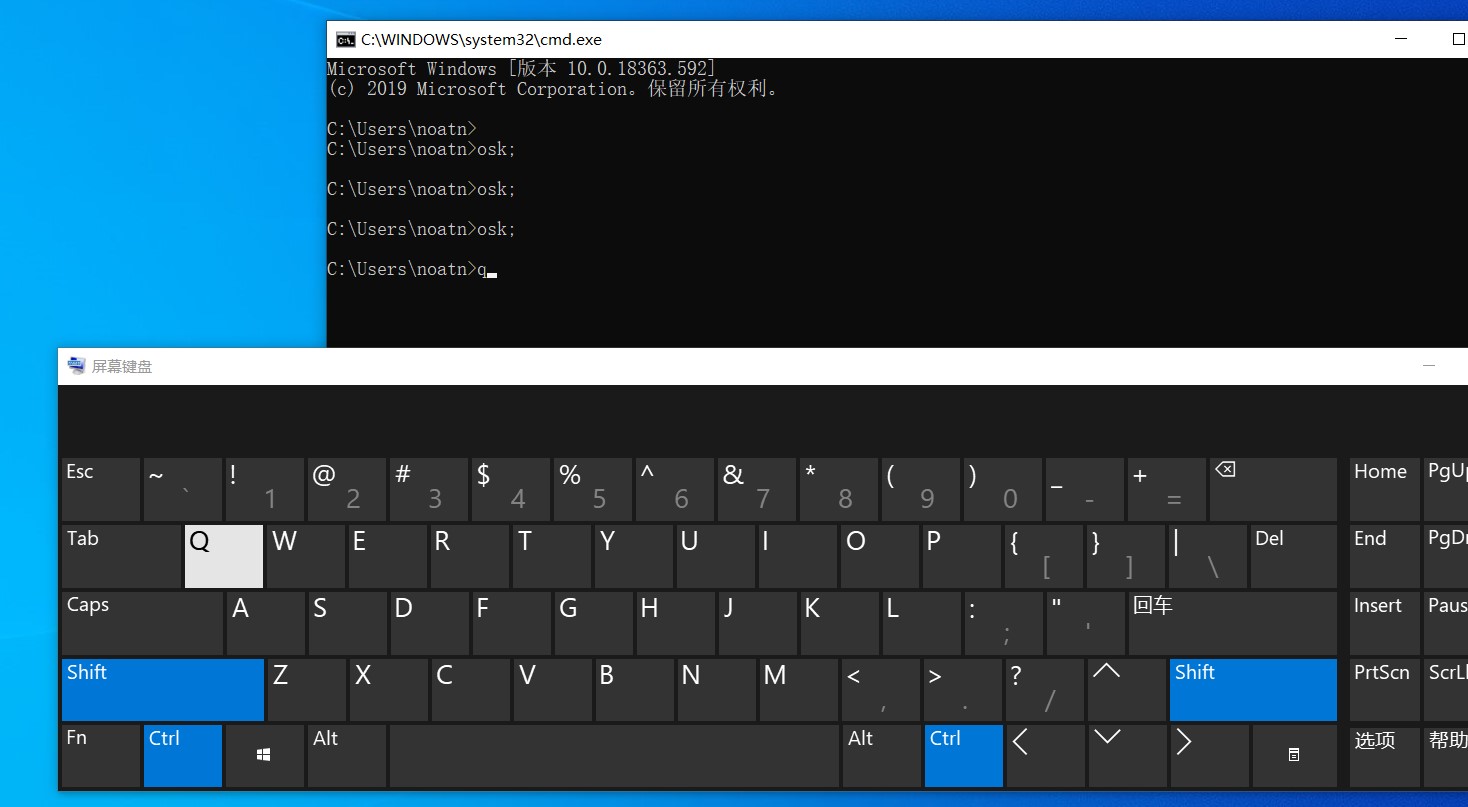 C:\WINDOWS\system32\cmd.exe
Microsoft Windows [版本 10.0.18363.592]
(c) 2019 Microsoft Corporation。保留所有权利。
C:\Users\noatn>
C:\Users\noatn>osk;
C:\Users\noatn>osk;
C:\Users\noatn>osk;
C:\Users\noatn>q
屏幕键盘
Esc ~ ` ! 1 @ 2 # 3 $ 4 % 5 ^ 6 & 7 * 8 ( 9 ) 0 _ - + = Home PgUp
Tab Q W E R T Y U I O P { [ } ] | \ Del End PgDn
Caps A S D F G H J K L : ; " ' 回车 Insert Paus
Shift Z X C V B N M < , > . ? / Shift PrtScn ScrLk
Fn Ctrl Alt Alt Ctrl 选项 帮助